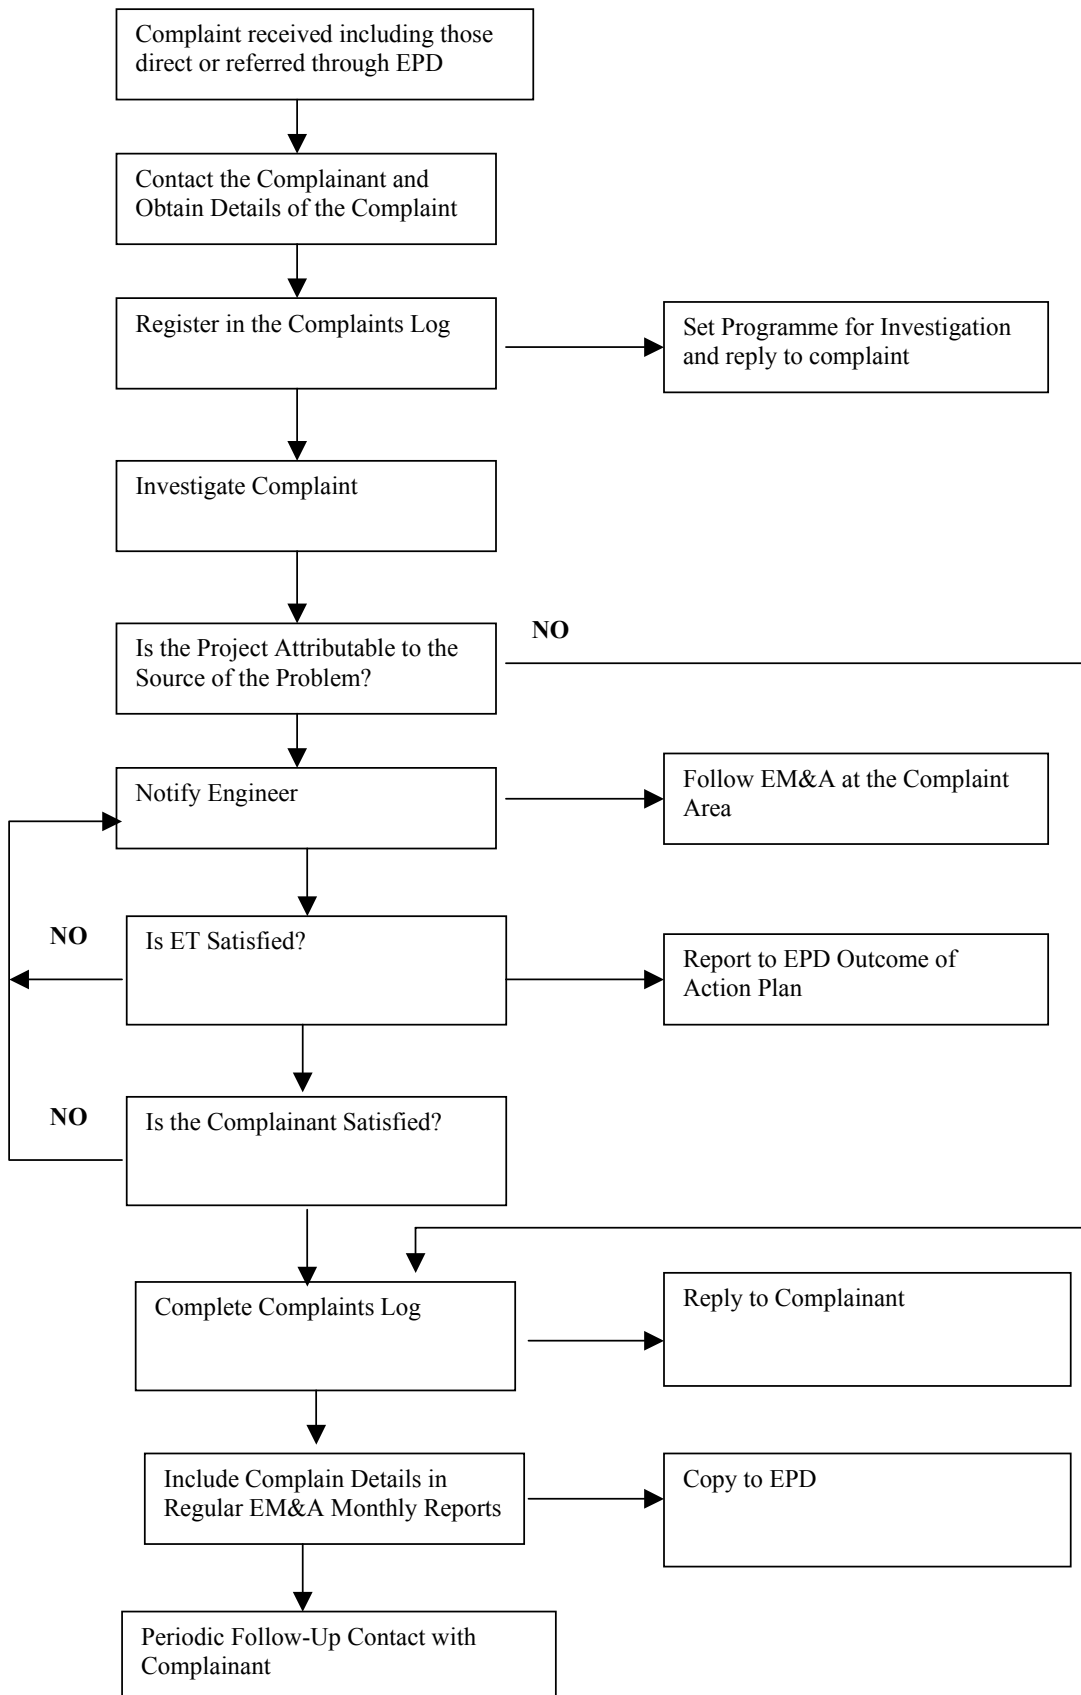 Complaint received including those
direct or referred through EPD
Contact the Complainant and
Obtain Details of the Complaint
Register in the Complaints Log
Set Programme for Investigation
and reply to complaint
Investigate Complaint
Is the Project Attributable to the
Source of the Problem?
NO
Notify Engineer
Follow EM&A at the Complaint
Area
NO
Is ET Satisfied?
Report to EPD Outcome of
Action Plan
NO
Is the Complainant Satisfied?
Complete Complaints Log
Reply to Complainant
Include Complain Details in
Regular EM&A Monthly Reports
Copy to EPD
Periodic Follow-Up Contact with
Complainant